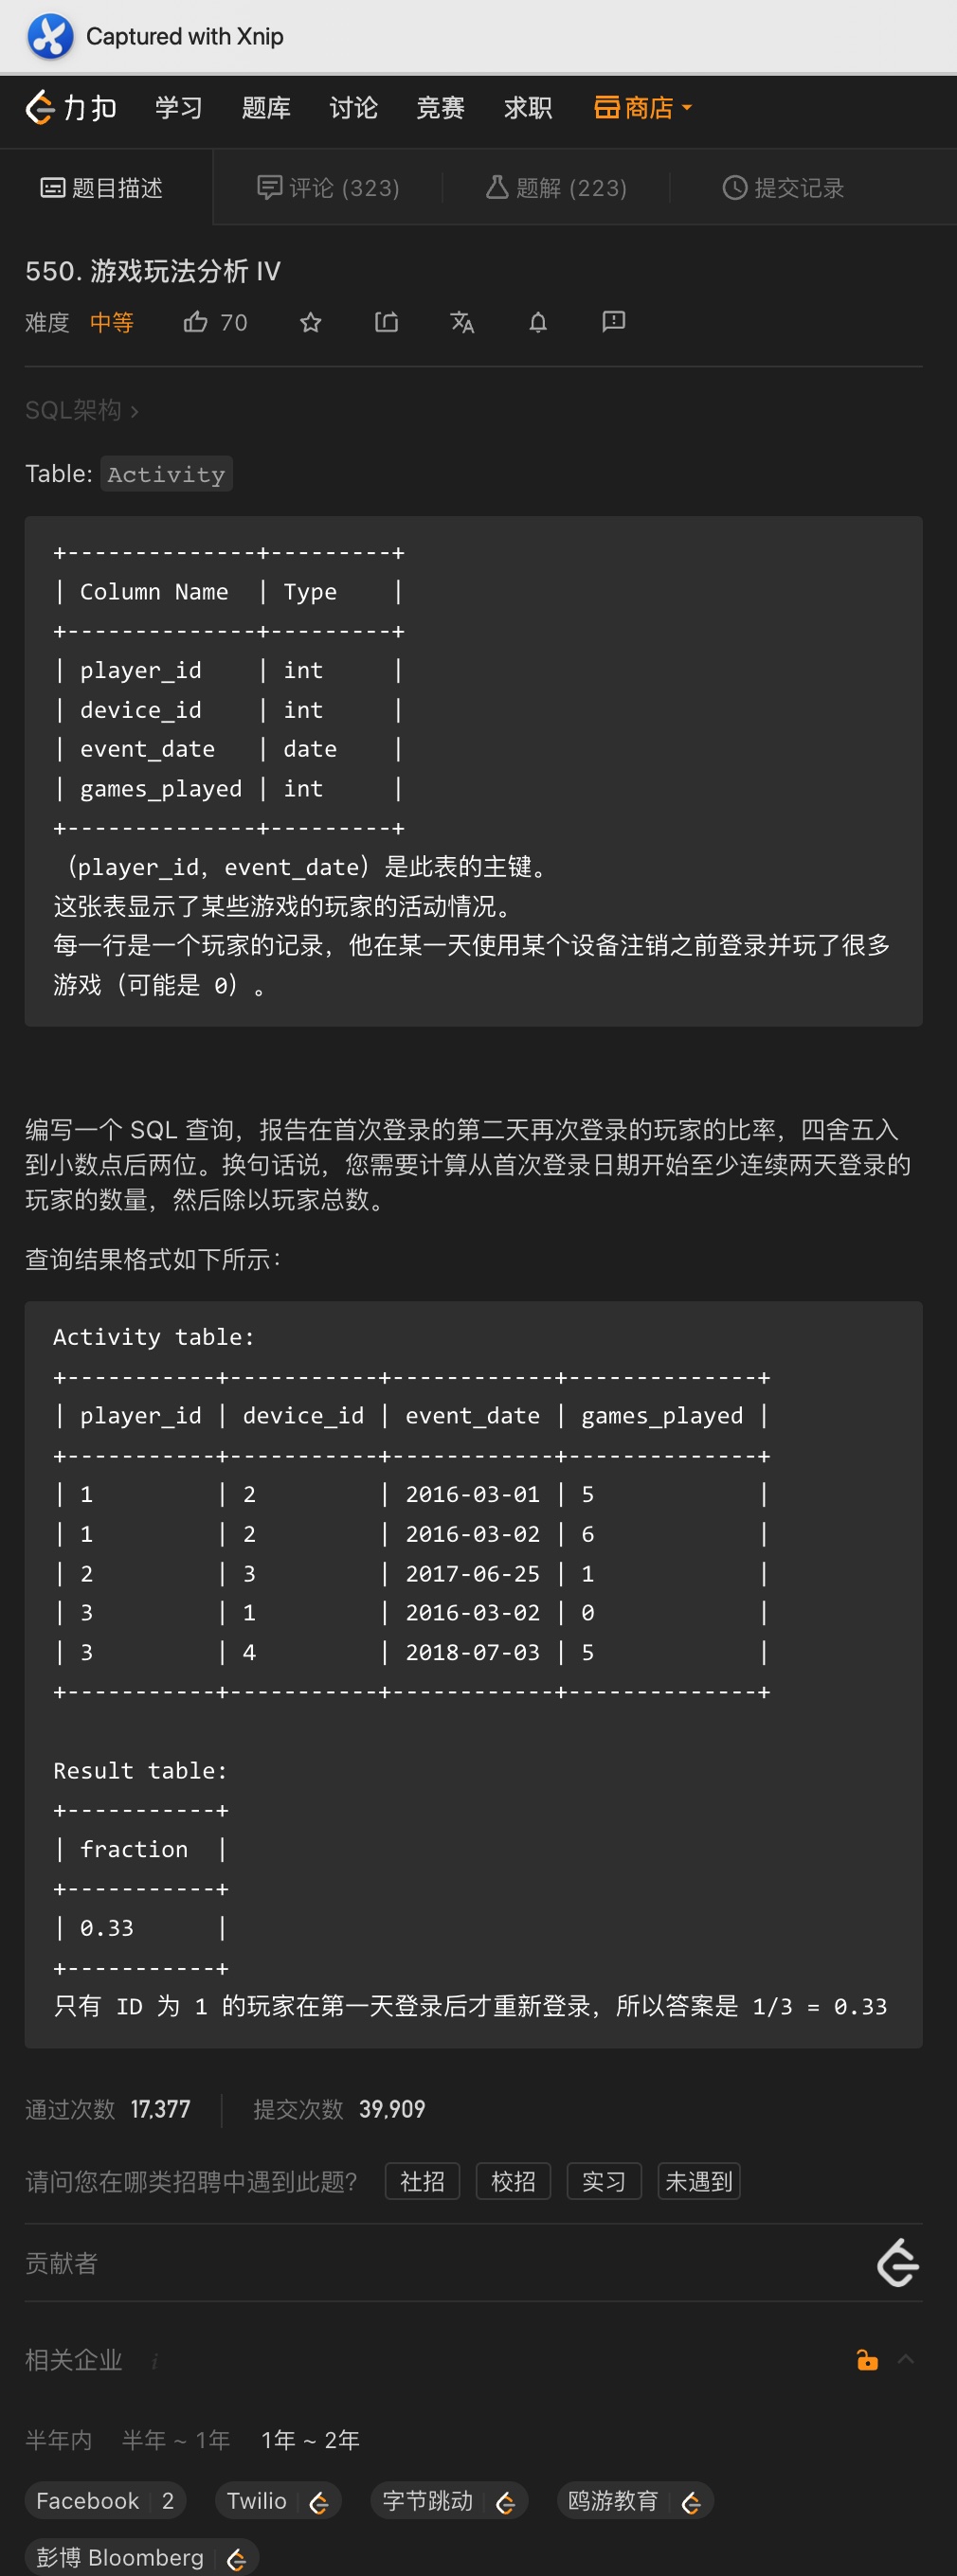 Captured with Xnip
力扣 学习 题库 讨论 竞赛 求职 商店
题目描述 评论 (323) 题解 (223) 提交记录
550. 游戏玩法分析 IV
难度 中等 70
SQL架构 >
Table: Activity
+--------------+---------+
| Column Name  | Type    |
+--------------+---------+
| player_id    | int     |
| device_id    | int     |
| event_date   | date    |
| games_played | int     |
+--------------+---------+
（player_id，event_date）是此表的主键。
这张表显示了某些游戏的玩家的活动情况。
每一行是一个玩家的记录，他在某一天使用某个设备注销之前登录并玩了很多
游戏（可能是 0）。
编写一个 SQL 查询，报告在首次登录的第二天再次登录的玩家的比率，四舍五入
到小数点后两位。换句话说，您需要计算从首次登录日期开始至少连续两天登录的
玩家的数量，然后除以玩家总数。
查询结果格式如下所示：
Activity table:
+-----------+-----------+------------+--------------+
| player_id | device_id | event_date | games_played |
+-----------+-----------+------------+--------------+
| 1         | 2         | 2016-03-01 | 5            |
| 1         | 2         | 2016-03-02 | 6            |
| 2         | 3         | 2017-06-25 | 1            |
| 3         | 1         | 2016-03-02 | 0            |
| 3         | 4         | 2018-07-03 | 5            |
+-----------+-----------+------------+--------------+
Result table:
+-----------+
| fraction  |
+-----------+
| 0.33      |
+-----------+
只有 ID 为 1 的玩家在第一天登录后才重新登录，所以答案是 1/3 = 0.33
通过次数 17,377 提交次数 39,909
请问您在哪类招聘中遇到此题？ 社招 校招 实习 未遇到
贡献者
相关企业 i
半年内 半年 ~ 1年 1年 ~ 2年
Facebook 2 Twilio 字节跳动 鸥游教育
彭博 Bloomberg